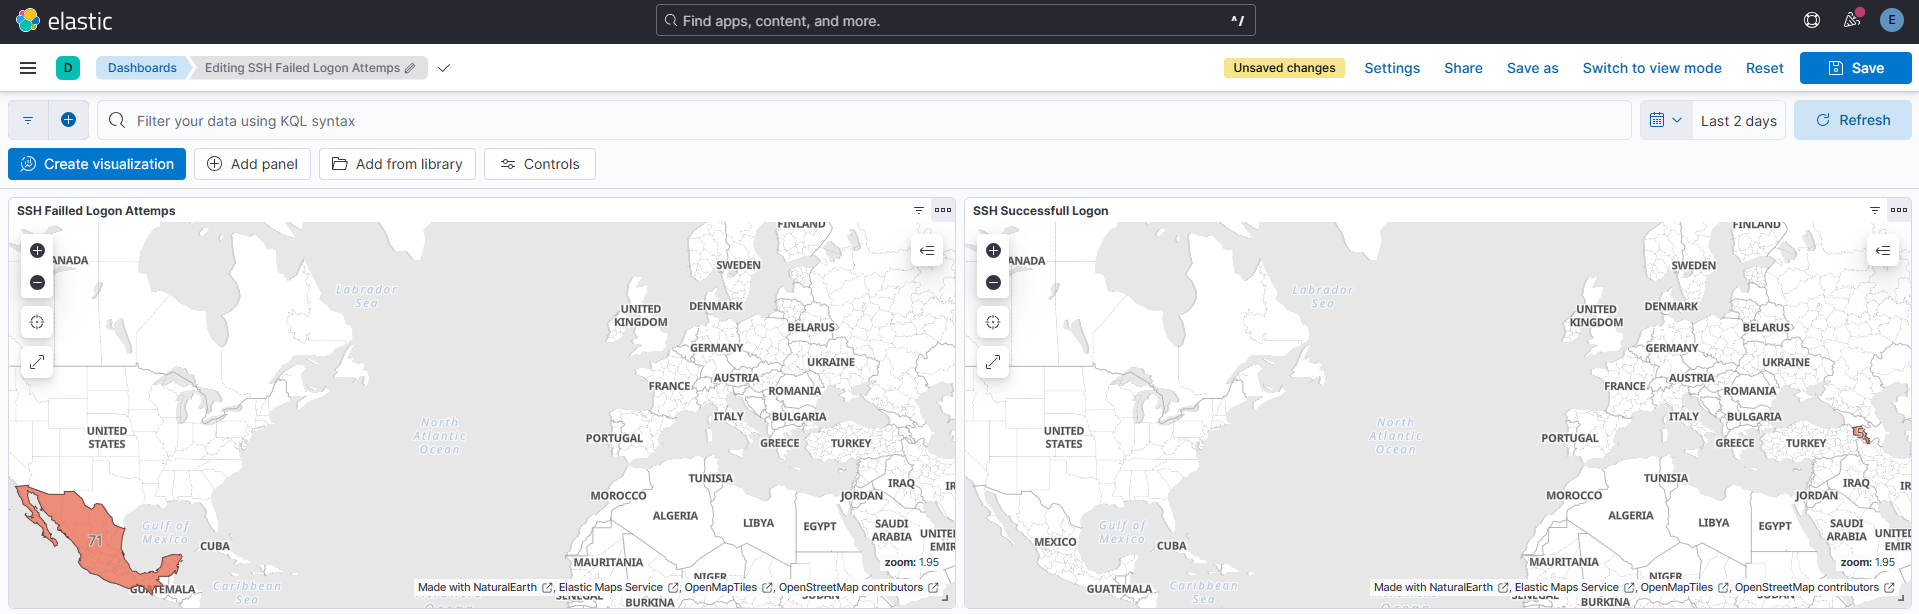 elastic
Find apps, content, and more.
^/
E
D
Dashboards
Editing SSH Failed Logon Attemps
Unsaved changes
Settings
Share
Save as
Switch to view mode
Reset
Save
Filter your data using KQL syntax
Last 2 days
Refresh
Create visualization
Add panel
Add from library
Controls
SSH Failled Logon Attemps
FINLAND
ANADA
SWEDEN
Labrador
Sea
UNITED
KINGDOM
DENMARK
BELARUS
GERMANY
UKRAINE
FRANCE
AUSTRIA
ROMANIA
ITALY
BULGARIA
UNITED
STATES
North
Atlantic
Ocean
PORTUGAL
GREECE
TURKEY
TUNISIA
IRAQ
IR
MOROCCO
JORDAN
ALGERIA
LIBYA
EGYPT
SAUDI
ARABIA
UNITE
EMIR
71
Gulf of
Mexico
CUBA
MAURITANIA
zoom: 1.95
NIGER
GUATEMALA
Caribbean
Sea
Made with NaturalEarth , Elastic Maps Service , OpenMapTiles , OpenStreetMap contributors
SENEGAL
BURKINA
SUDAN
Ocean
SSH Successfull Logon
FINLAND
ANADA
SWEDEN
Labrador
Sea
UNITED
KINGDOM
DENMARK
BELARUS
GERMANY
UKRAINE
FRANCE
AUSTRIA
ROMANIA
ITALY
BULGARIA
UNITED
STATES
North
Atlantic
Ocean
PORTUGAL
GREECE
TURKEY
5
TUNISIA
IRAQ
IR
MOROCCO
JORDAN
ALGERIA
LIBYA
EGYPT
SAUDI
ARABIA
UNITED
EMIR
Gulf of
Mexico
MEXICO
CUBA
MAURITANIA
zoom: 1.95
NIGER
GUATEMALA
Caribbean
Sea
Made with NaturalEarth , Elastic Maps Service , OpenMapTiles , OpenStreetMap contributors
SENEGAL
BURKINA
SUDAN
Ocean